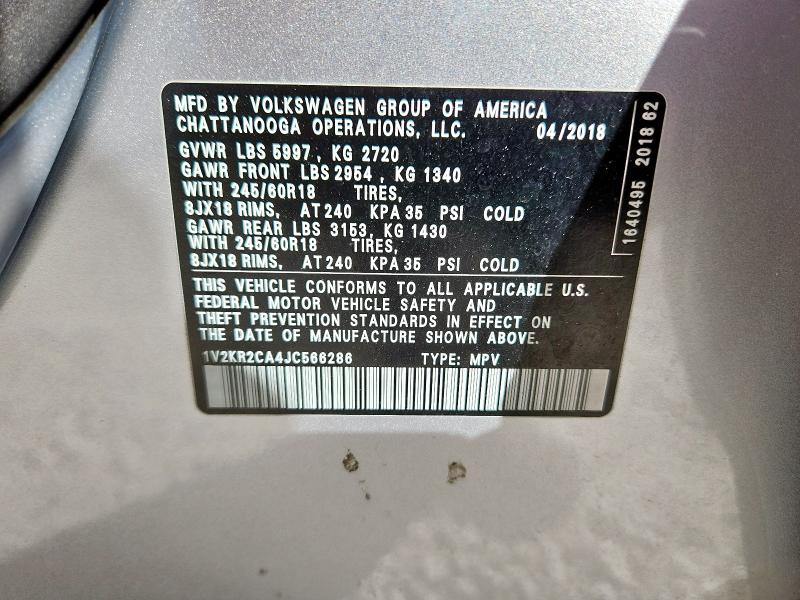 MFD BY VOLKSWAGEN GROUP OF AMERICA
CHATTANOOGA OPERATIONS, LLC. 04/2018
GVWR LBS 5997 , KG 2720
GAWR FRONT LBS 2954 , KG 1340
WITH 245/60R18 TIRES,
8JX18 RIMS, AT 240 KPA 35 PSI COLD
GAWR REAR LBS 3153, KG 1430
WITH 245/60R18 TIRES,
8JX18 RIMS, AT 240 KPA 35 PSI COLD
THIS VEHICLE CONFORMS TO ALL APPLICABLE U.S.
FEDERAL MOTOR VEHICLE SAFETY AND
THEFT PREVENTION STANDARDS IN EFFECT ON
THE DATE OF MANUFACTURE SHOWN ABOVE.
1V2KR2CA4JC566286 TYPE: MPV
1640495 2018 62